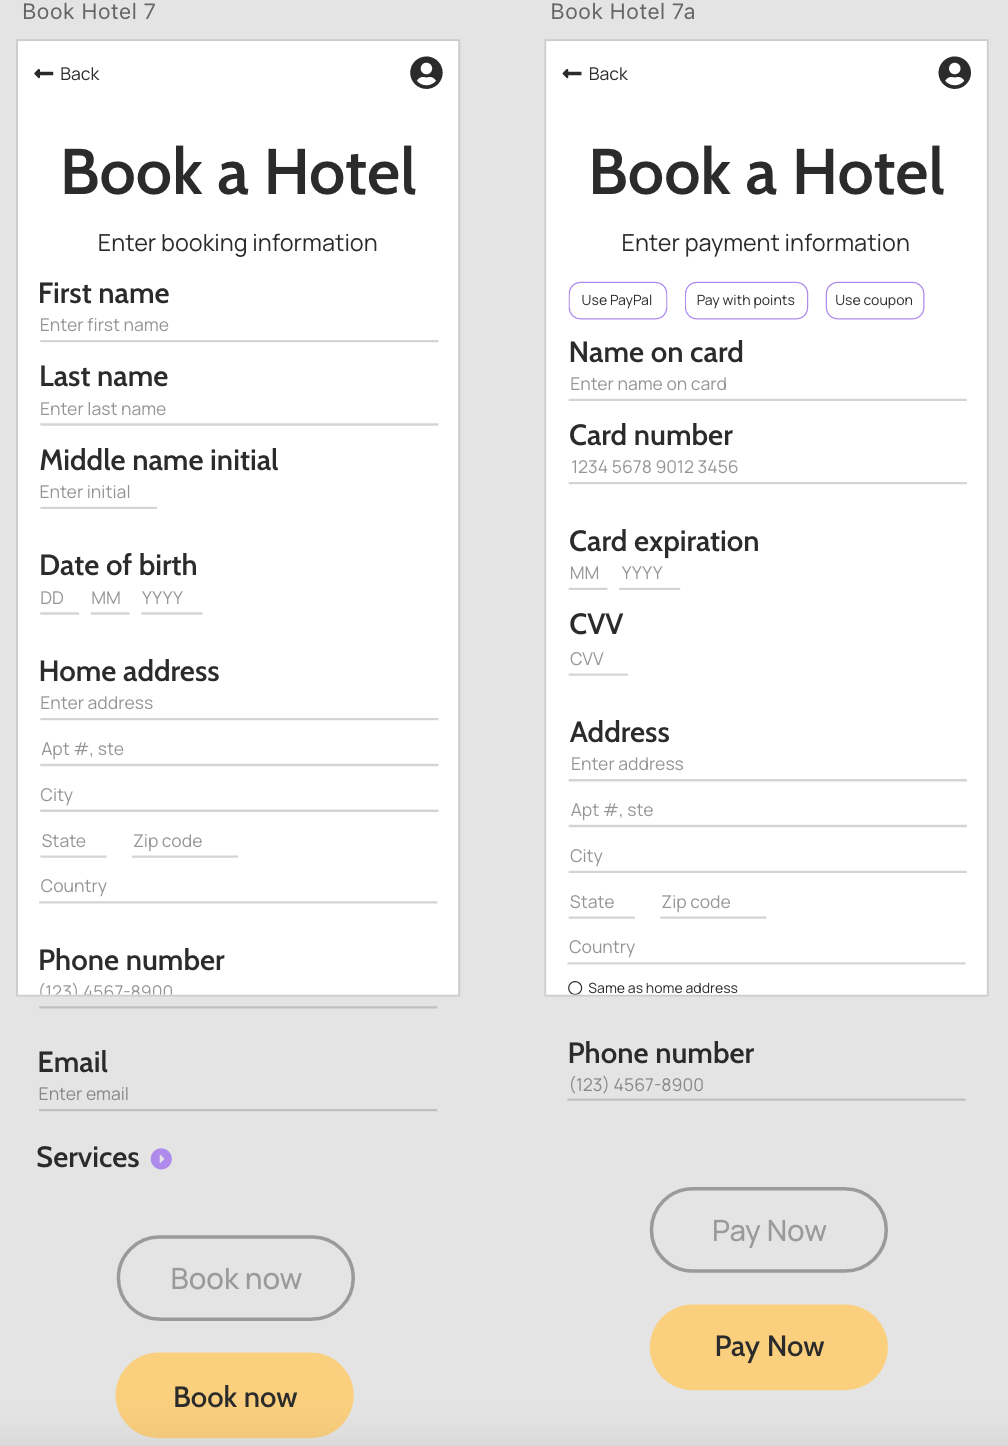 Book Hotel 7
Back
Book a Hotel
Enter booking information
First name
Enter first name
Last name
Enter last name
Middle name initial
Enter initial
Date of birth
DD MM YYYY
Home address
Enter address
Apt #, ste
City
State Zip code
Country
Phone number
(123) 4567-8900
Email
Enter email
Services
Book now
Book now
Book Hotel 7a
Back
Book a Hotel
Enter payment information
Use PayPal Pay with points Use coupon
Name on card
Enter name on card
Card number
1234 5678 9012 3456
Card expiration
MM YYYY
CVV
CVV
Address
Enter address
Apt #, ste
City
State Zip code
Country
Same as home address
Phone number
(123) 4567-8900
Pay Now
Pay Now